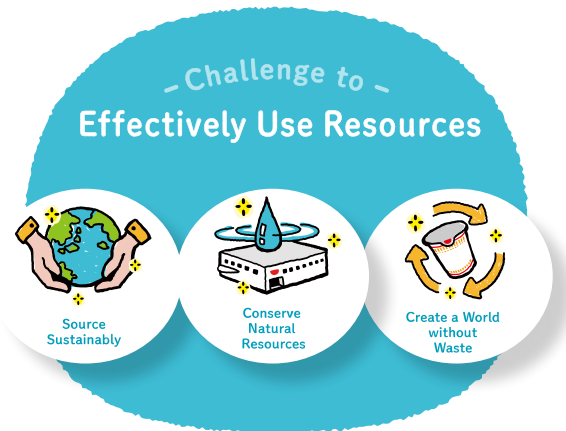 – Challenge to –
Effectively Use Resources
Source
Sustainably
Conserve
Natural
Resources
Create a World
without
Waste